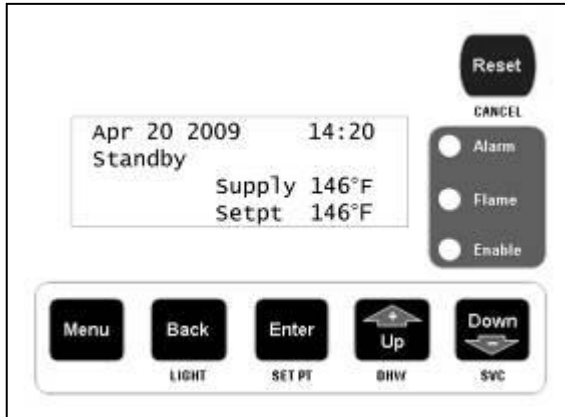 Reset
CANCEL
Apr 20 2009 14:20
Standby
Supply 146°F
Setpt 146°F
Alarm
Flame
Enable
Menu
Back
Enter
+
Up
Down
-
LIGHT
SET PT
DHW
SVC